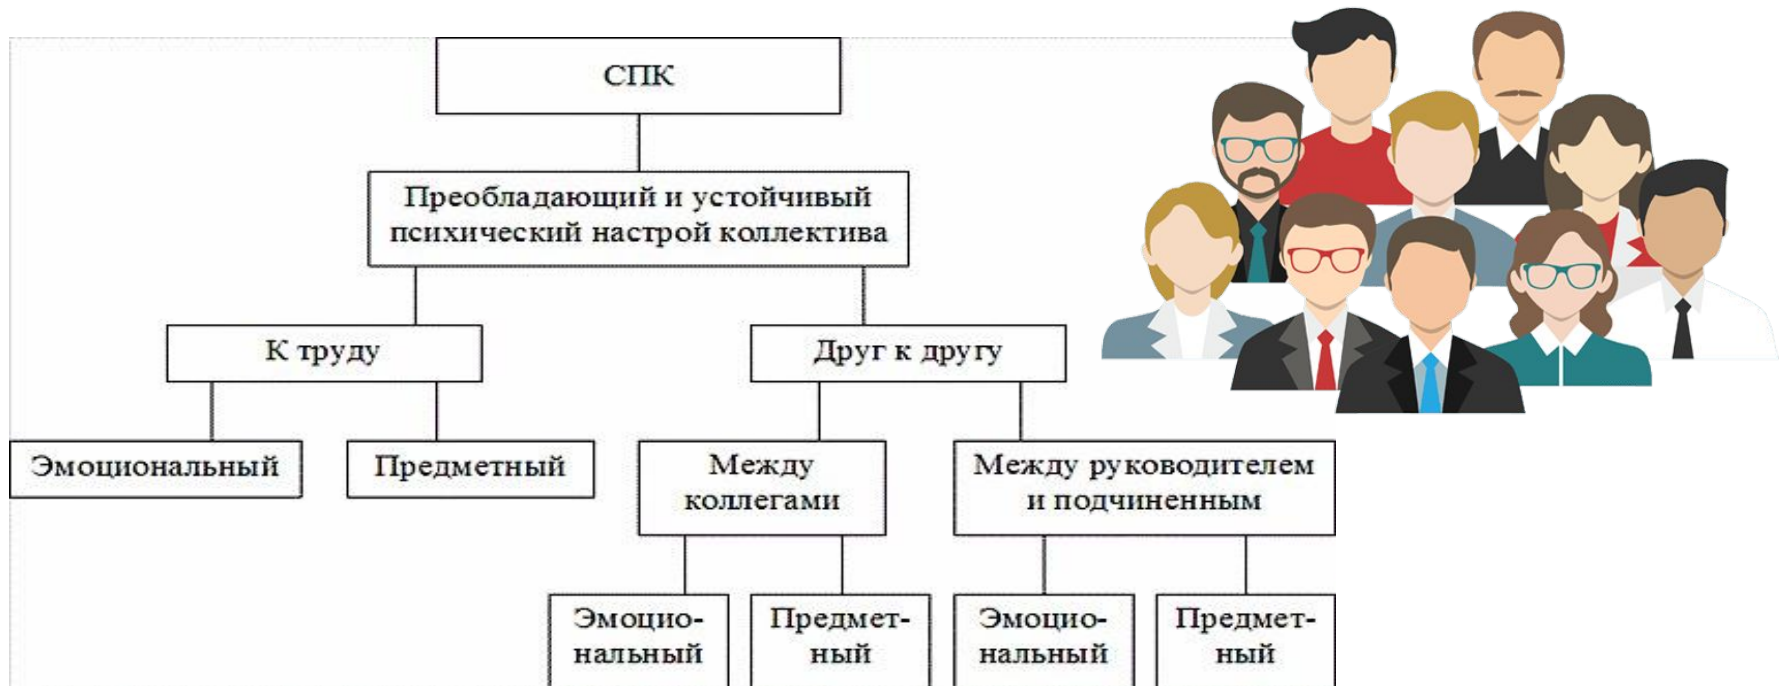 СПК
Преобладающий и устойчивый
психический настрой коллектива
К труду
Друг к другу
Эмоциональный
Предметный
Между
коллегами
Между руководителем
и подчиненным
Эмоцио-
нальный
Предмет-
ный
Эмоцио-
нальный
Предмет-
ный